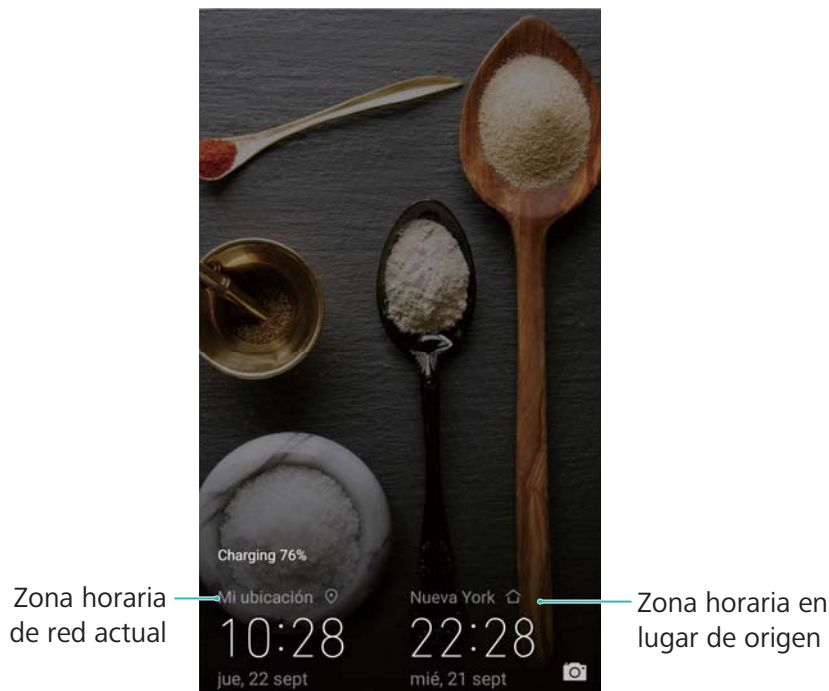 Charging 76%
Zona horaria
de red actual
Mi ubicación
10:28
jue, 22 sept
Nueva York
22:28
mié, 21 sept
Zona horaria en
lugar de origen